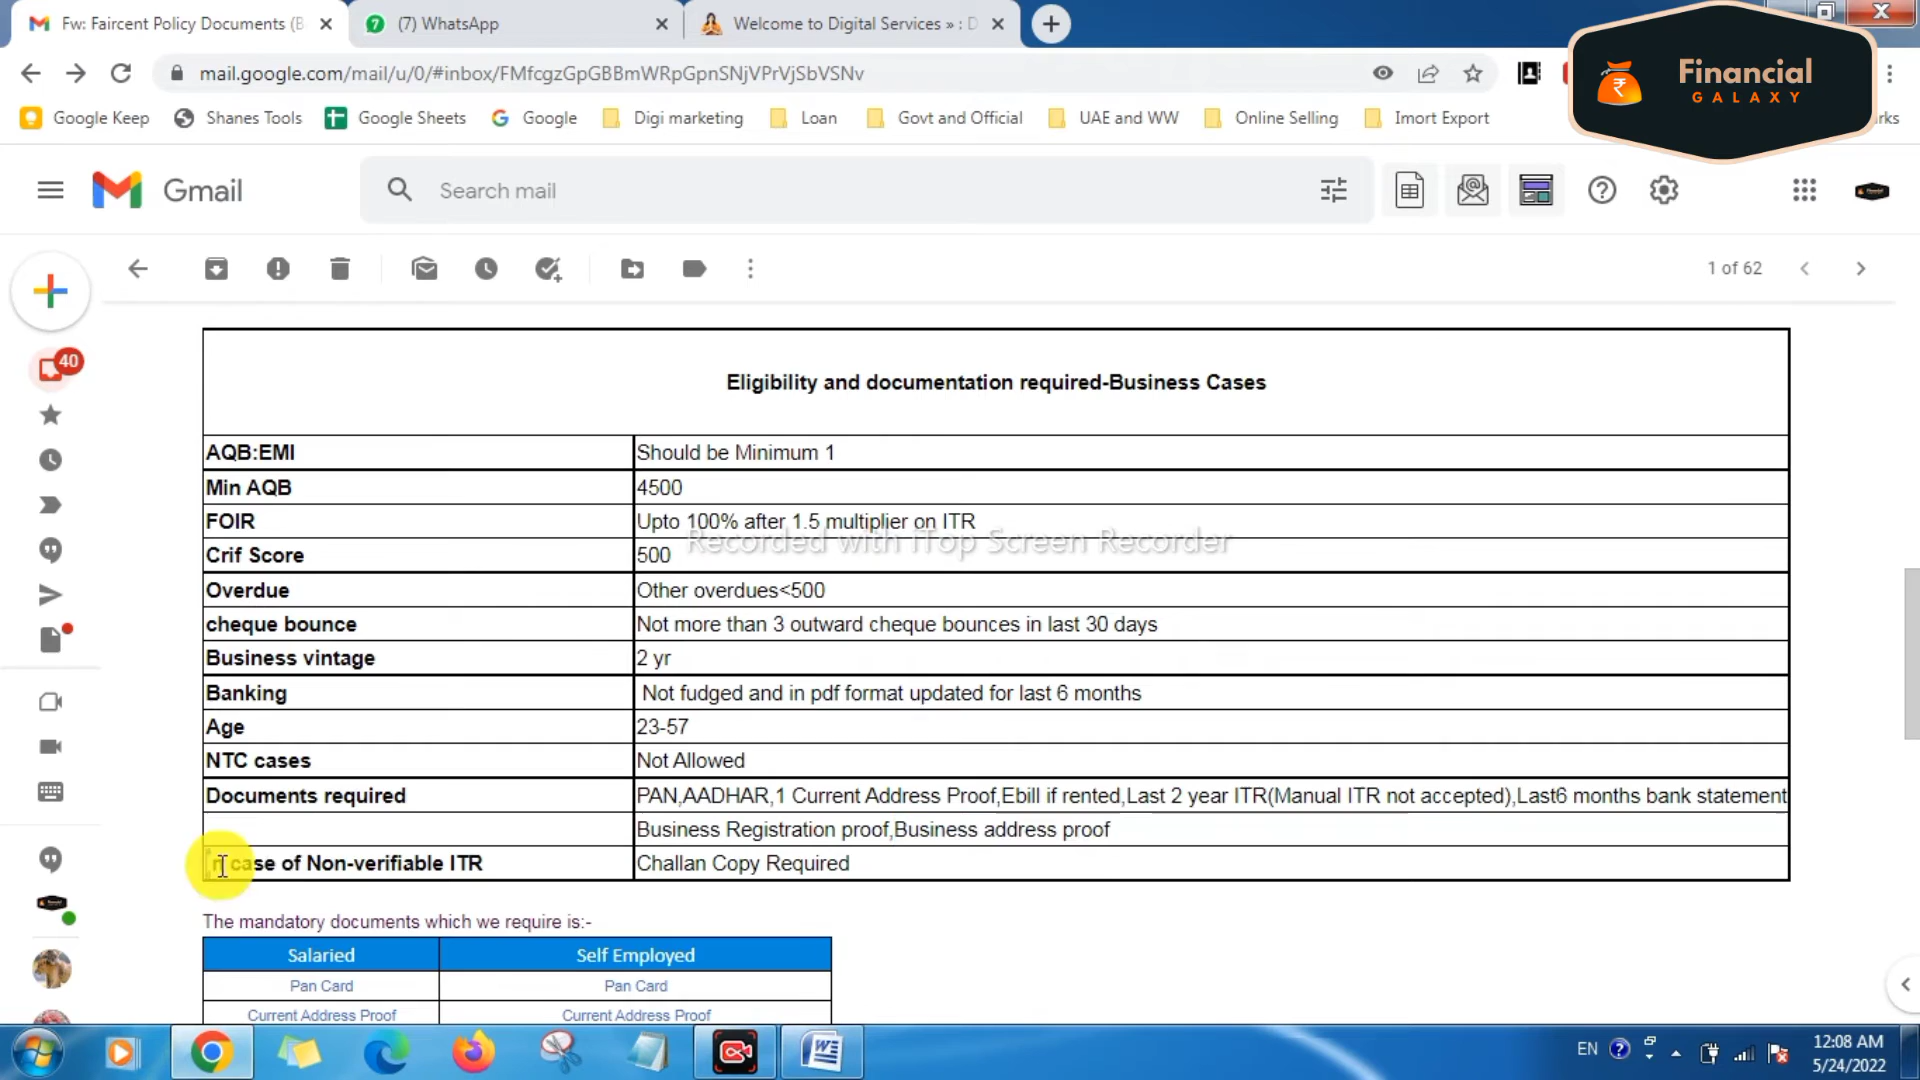 Fw: Faircent Policy Documents (B
7 (7) WhatsApp
Welcome to Digital Services » : D
mail.google.com/mail/u/0/#inbox/FMfcgzGpGBBmWRpGpnSNjVPrVjSbVSNv
Financial
GALAXY
Google Keep
Shanes Tools
Google Sheets
Google
Digi marketing
Loan
Govt and Official
UAE and WW
Online Selling
Imort Export
rks
Gmail
Search mail
1 of 62
40
Eligibility and documentation required-Business Cases
AQB:EMI Should be Minimum 1
Min AQB 4500
FOIR Upto 100% after 1.5 multiplier on ITR
Recorded with iTop Screen Recorder
Crif Score 500
Overdue Other overdues<500
cheque bounce Not more than 3 outward cheque bounces in last 30 days
Business vintage 2 yr
Banking Not fudged and in pdf format updated for last 6 months
Age 23-57
NTC cases Not Allowed
Documents required PAN,AADHAR,1 Current Address Proof,Ebill if rented,Last 2 year ITR(Manual ITR not accepted),Last6 months bank statement
Business Registration proof,Business address proof
In case of Non-verifiable ITR Challan Copy Required
The mandatory documents which we require is:-
Salaried Self Employed
Pan Card Pan Card
Current Address Proof Current Address Proof
EN
12:08 AM
5/24/2022